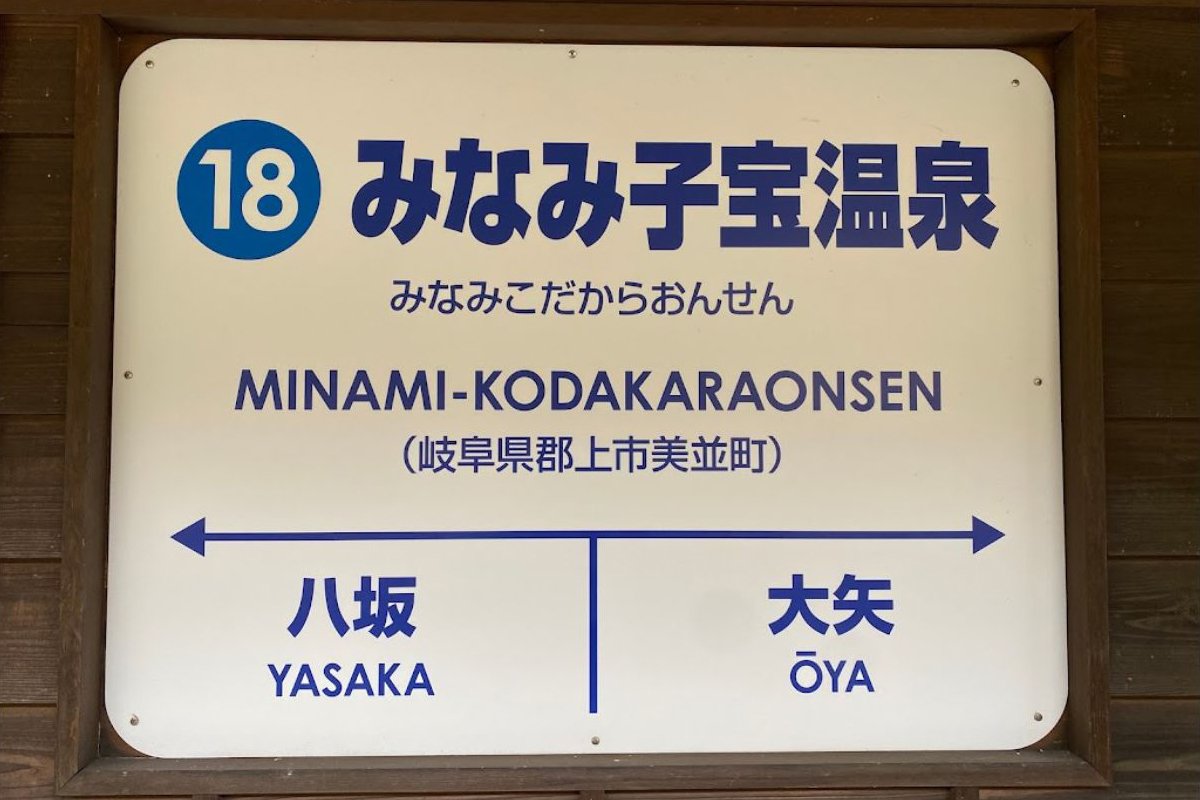 18 みなみ子宝温泉
みなみこだからおんせん
MINAMI-KODAKARAONSEN
（岐阜県郡上市美並町）
八坂 大矢
YASAKA ŌYA